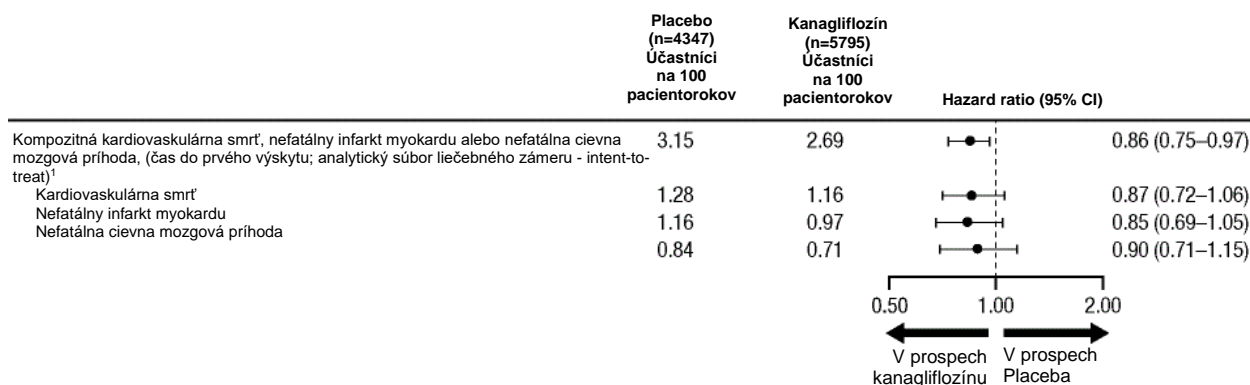 Placebo
(n=4347)
Účastníci
na 100
pacientorokov
Kanagliflozín
(n=5795)
Účastníci
na 100
pacientorokov
Hazard ratio (95% CI)
Kompozitná kardiovaskulárna smrť, nefatálny infarkt myokardu alebo nefatálna cievna
mozgová príhoda, (čas do prvého výskytu; analytický súbor liečebného zámeru - intent-to-
treat)1
3.15 2.69 0.86 (0.75–0.97)
Kardiovaskulárna smrť 1.28 1.16 0.87 (0.72–1.06)
Nefatálny infarkt myokardu 1.16 0.97 0.85 (0.69–1.05)
Nefatálna cievna mozgová príhoda 0.84 0.71 0.90 (0.71–1.15)
0.50 1.00 2.00
V prospech
kanagliflozínu
V prospech
Placeba